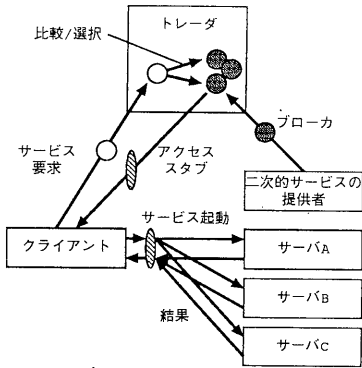 トレーダ
比較/選択
ブローカ
サービス
要求
アクセス
スタブ
二次的サービスの
提供者
サービス起動
クライアント
サーバA
サーバB
結果
サーバC